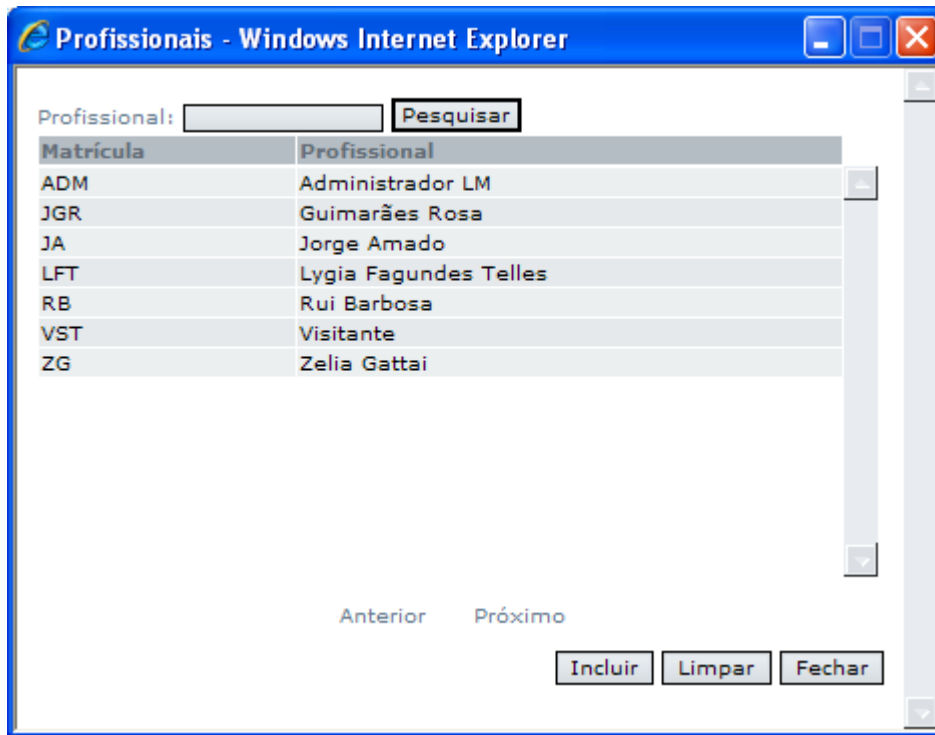 Profissionais - Windows Internet Explorer
Profissional: Pesquisar
Matrícula Profissional
ADM Administrador LM
JGR Guimarães Rosa
JA Jorge Amado
LFT Lygia Fagundes Telles
RB Rui Barbosa
VST Visitante
ZG Zelia Gattai
Anterior Próximo
Incluir Limpar Fechar